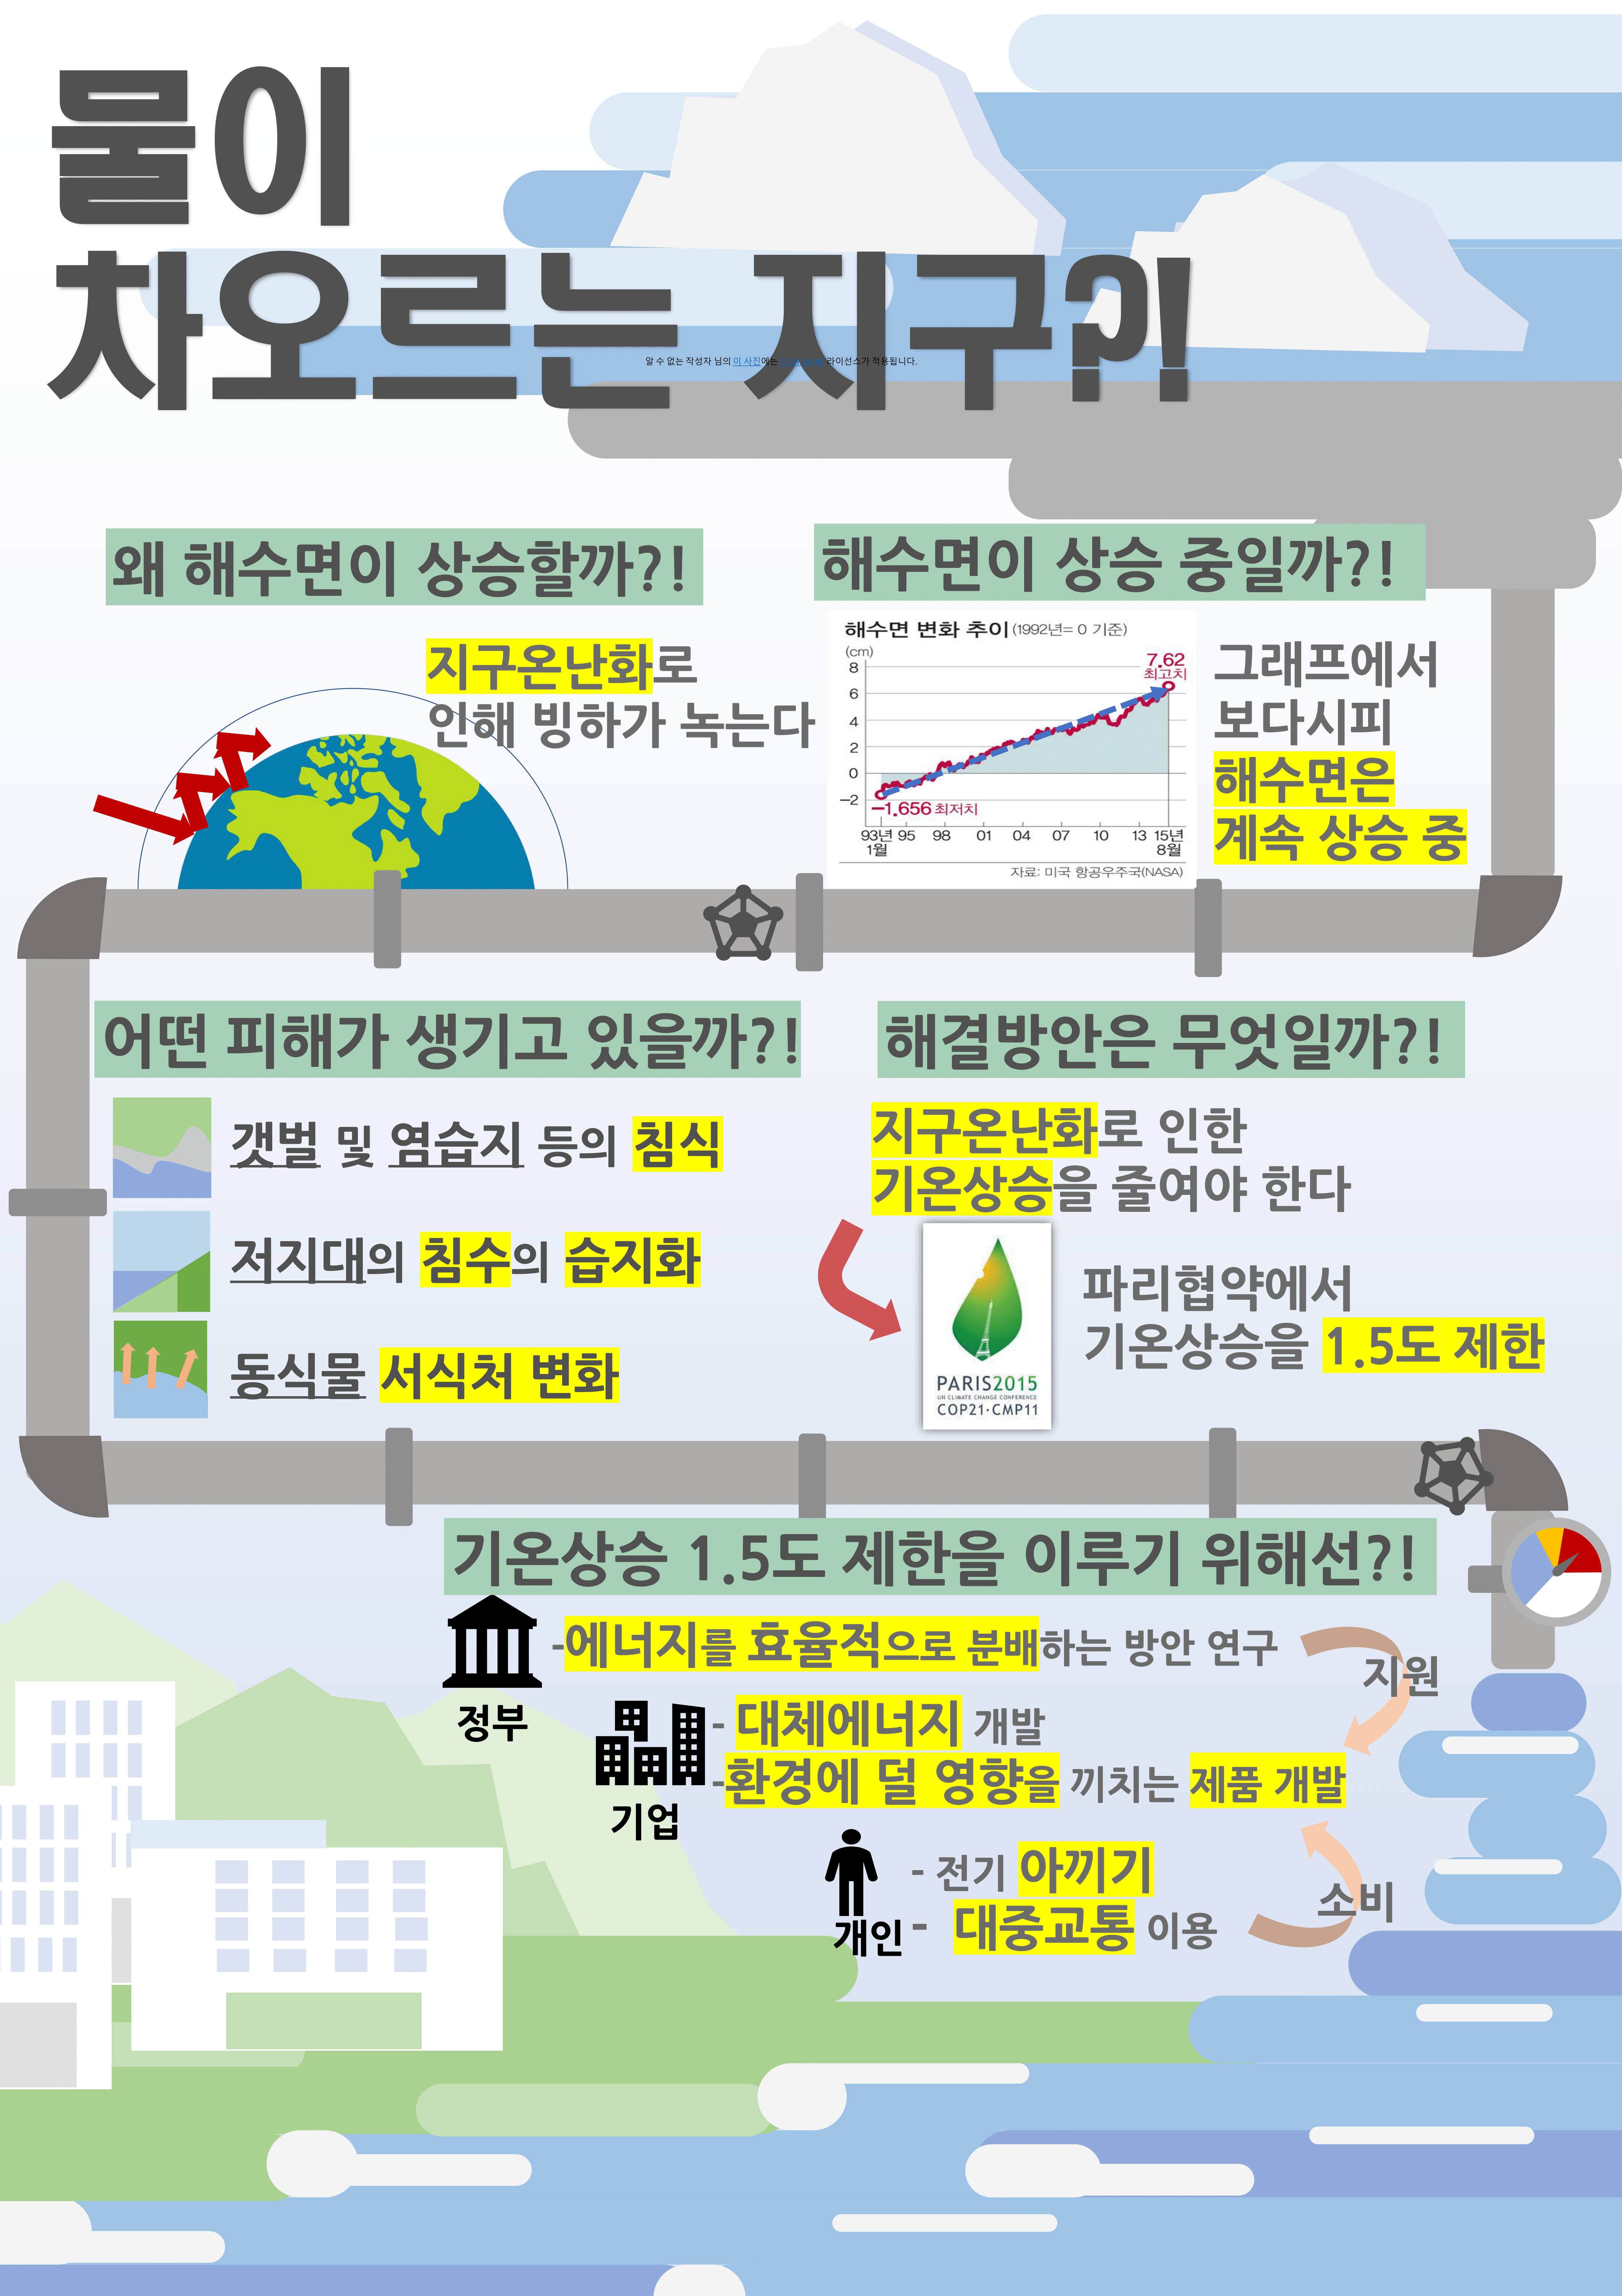 물이
차오르는 지구?!
알 수 없는 작성자 님의 이 사진에는 라이선스가 적용됩니다.
왜 해수면이 상승할까?!
지구온난화로
인해 빙하가 녹는다
해수면이 상승 중일까?!
해수면 변화 추이(1992년= 0 기준)
(cm)
8
6
4
2
0
−2
7.62
최고치
−1.656 최저치
93년 95 98 01 04 07 10 13 15년
1월 8월
자료: 미국 항공우주국(NASA)
그래프에서
보다시피
해수면은
계속 상승 중
어떤 피해가 생기고 있을까?!
갯벌 및 염습지 등의 침식
저지대의 침수의 습지화
동식물 서식처 변화
해결방안은 무엇일까?!
지구온난화로 인한
기온상승을 줄여야 한다
PARIS2015
UN CLIMATE CHANGE CONFERENCE
COP21·CMP11
파리협약에서
기온상승을 1.5도 제한
기온상승 1.5도 제한을 이루기 위해선?!
정부
-에너지를 효율적으로 분배하는 방안 연구
지원
기업
- 대체에너지 개발
-환경에 덜 영향을 끼치는 제품 개발
개인
- 전기 아끼기
- 대중교통 이용
소비